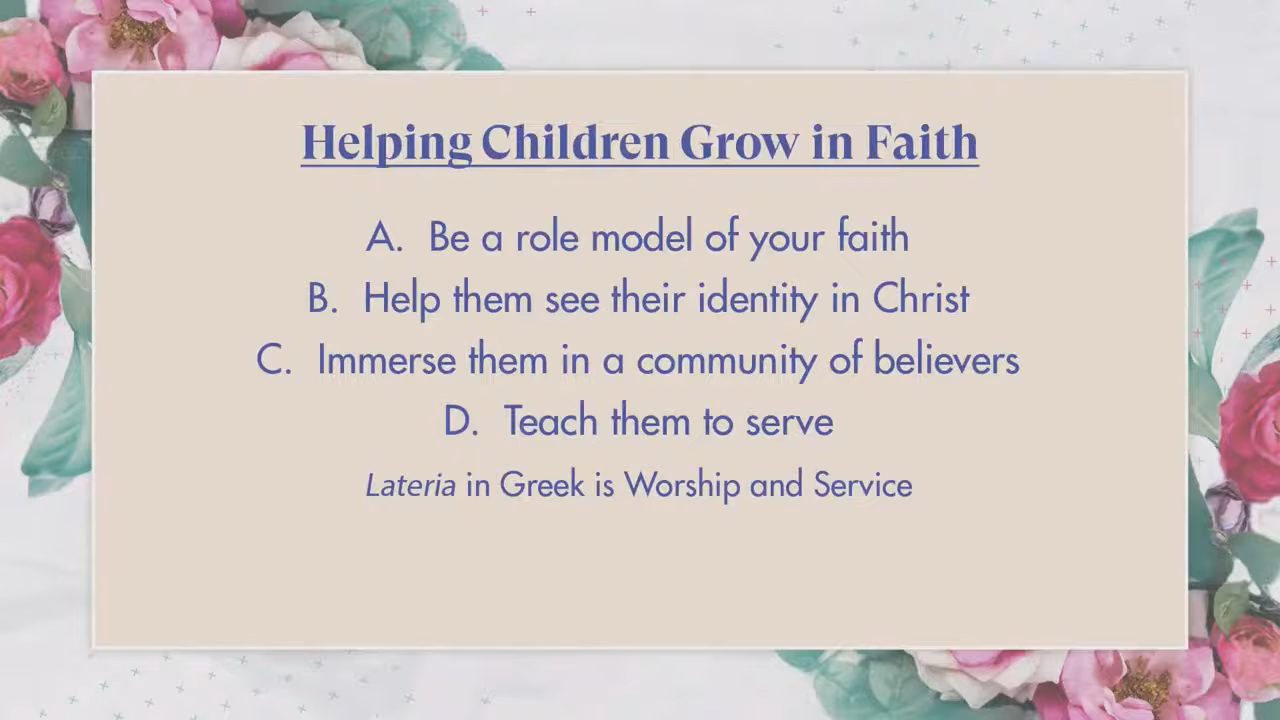 Helping Children Grow in Faith
A. Be a role model of your faith
B. Help them see their identity in Christ
C. Immerse them in a community of believers
D. Teach them to serve
Lateria in Greek is Worship and Service